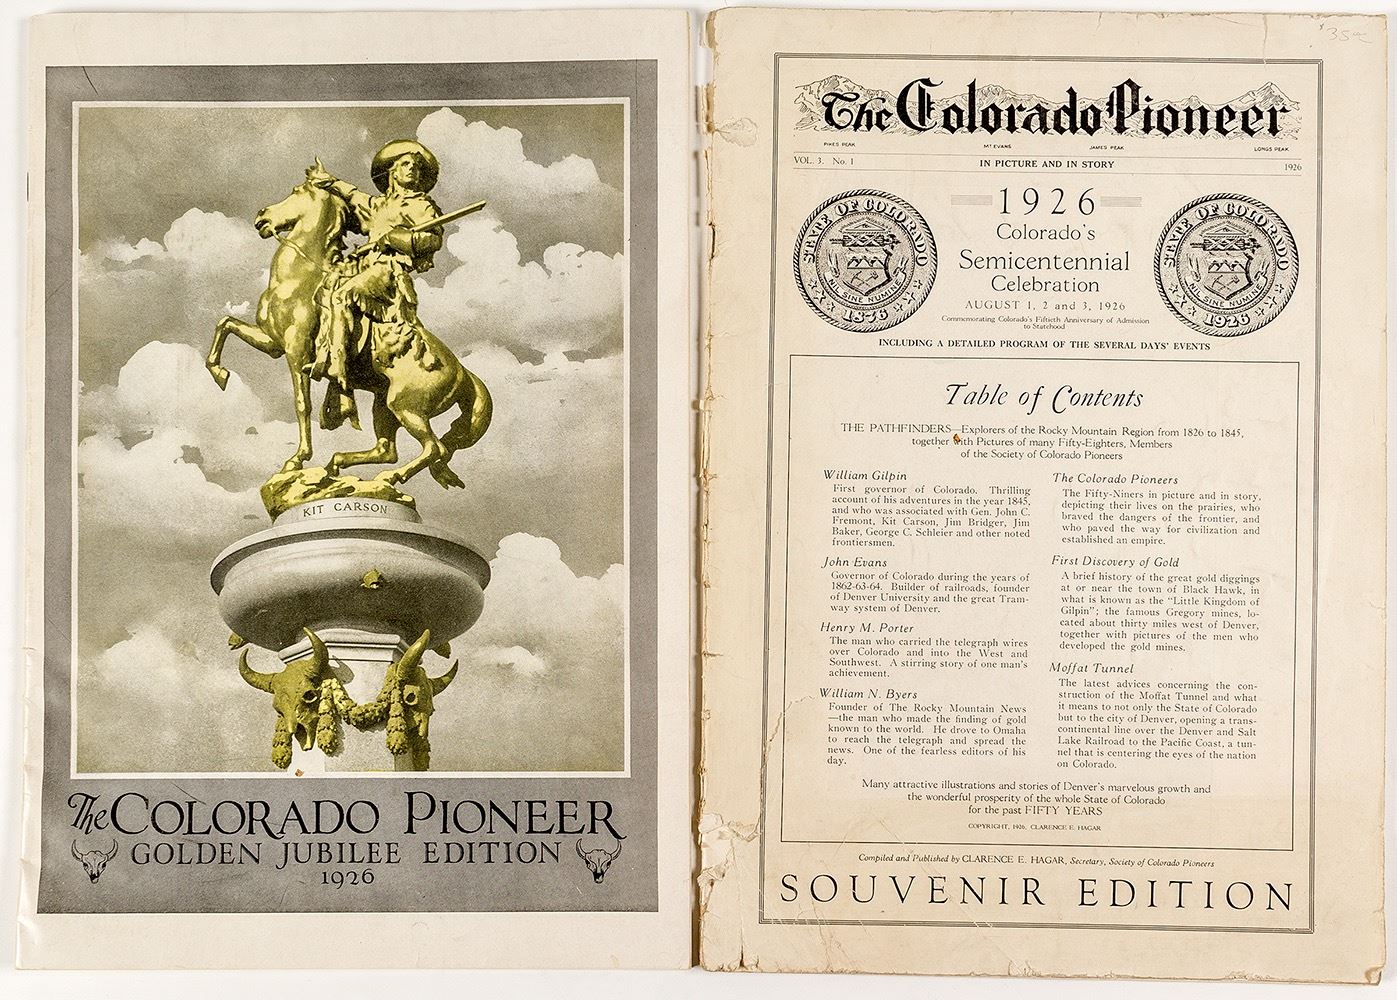 KIT CARSON
The COLORADO PIONEER
GOLDEN JUBILEE EDITION
1926
The Colorado Pioneer
PIKES PEAK MT EVANS JAMES PEAK LONGS PEAK
VOL. 3. No. 1 IN PICTURE AND IN STORY 1926
STATE OF COLORADO
NIL SINE NUMINE
1876
1926
Colorado's
Semicentennial
Celebration
AUGUST 1, 2 and 3, 1926
Commemorating Colorado's Fiftieth Anniversary of Admission
to Statehood
STATE OF COLORADO
NIL SINE NUMINE
1926
INCLUDING A DETAILED PROGRAM OF THE SEVERAL DAYS' EVENTS
Table of Contents
THE PATHFINDERS—Explorers of the Rocky Mountain Region from 1826 to 1845,
together with Pictures of many Fifty-Eighters, Members
of the Society of Colorado Pioneers
William Gilpin
First governor of Colorado. Thrilling
account of his adventures in the year 1845,
and who was associated with Gen. John C.
Fremont, Kit Carson, Jim Bridger, Jim
Baker, George C. Schleier and other noted
frontiersmen.
John Evans
Governor of Colorado during the years of
1862-63-64. Builder of railroads, founder
of Denver University and the great Tram-
way system of Denver.
Henry M. Porter
The man who carried the telegraph wires
over Colorado and into the West and
Southwest. A stirring story of one man's
achievement.
William N. Byers
Founder of The Rocky Mountain News
—the man who made the finding of gold
known to the world. He drove to Omaha
to reach the telegraph and spread the
news. One of the fearless editors of his
day.
The Colorado Pioneers
The Fifty-Niners in picture and in story,
depicting their lives on the prairies, who
braved the dangers of the frontier, and
who paved the way for civilization and
established an empire.
First Discovery of Gold
A brief history of the great gold diggings
at or near the town of Black Hawk, in
what is known as the "Little Kingdom of
Gilpin"; the famous Gregory mines, lo-
cated about thirty miles west of Denver,
together with pictures of the men who
developed the gold mines.
Moffat Tunnel
The latest advices concerning the con-
struction of the Moffat Tunnel and what
it means to not only the State of Colorado
but to the city of Denver, opening a trans-
continental line over the Denver and Salt
Lake Railroad to the Pacific Coast, a tun-
nel that is centering the eyes of the nation
on Colorado.
Many attractive illustrations and stories of Denver's marvelous growth and
the wonderful prosperity of the whole State of Colorado
for the past FIFTY YEARS
COPYRIGHT, 1926, CLARENCE E. HAGAR
Compiled and Published by CLARENCE E. HAGAR, Secretary, Society of Colorado Pioneers
SOUVENIR EDITION